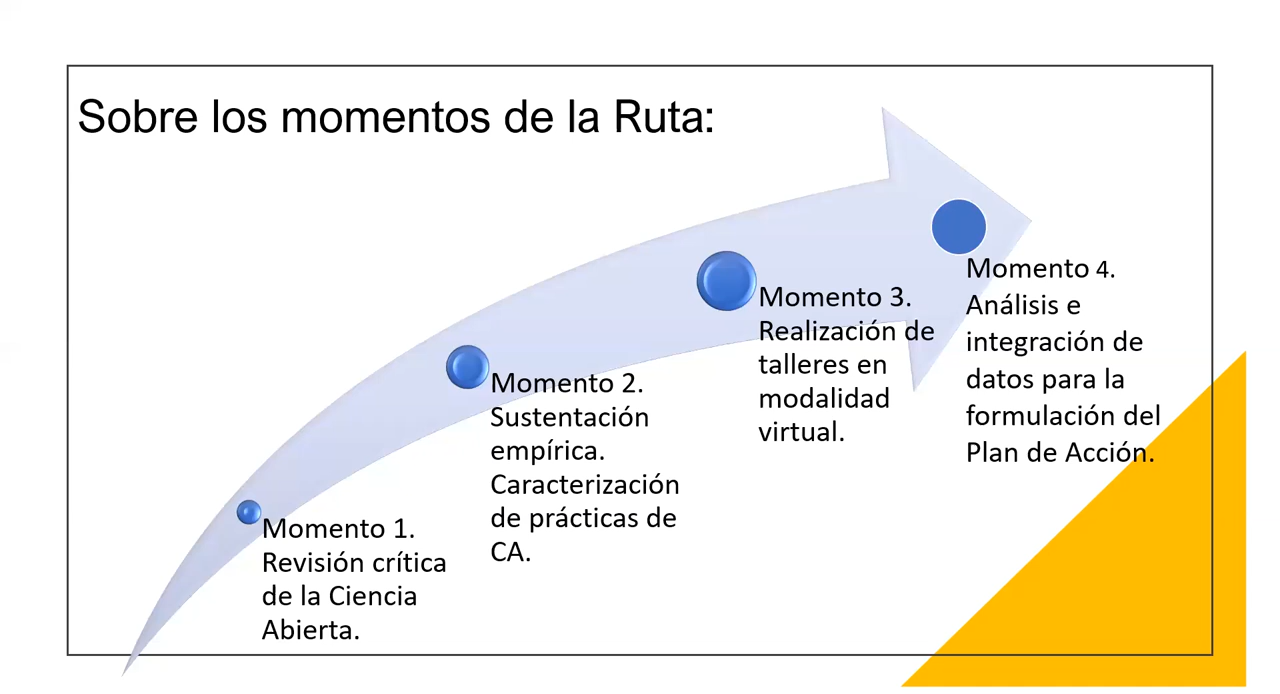 Sobre los momentos de la Ruta:
Momento 1.
Revisión crítica
de la Ciencia
Abierta.
Momento 2.
Sustentación
empírica.
Caracterización
de prácticas de
CA.
Momento 3.
Realización de
talleres en
modalidad
virtual.
Momento 4.
Análisis e
integración de
datos para la
formulación del
Plan de Acción.